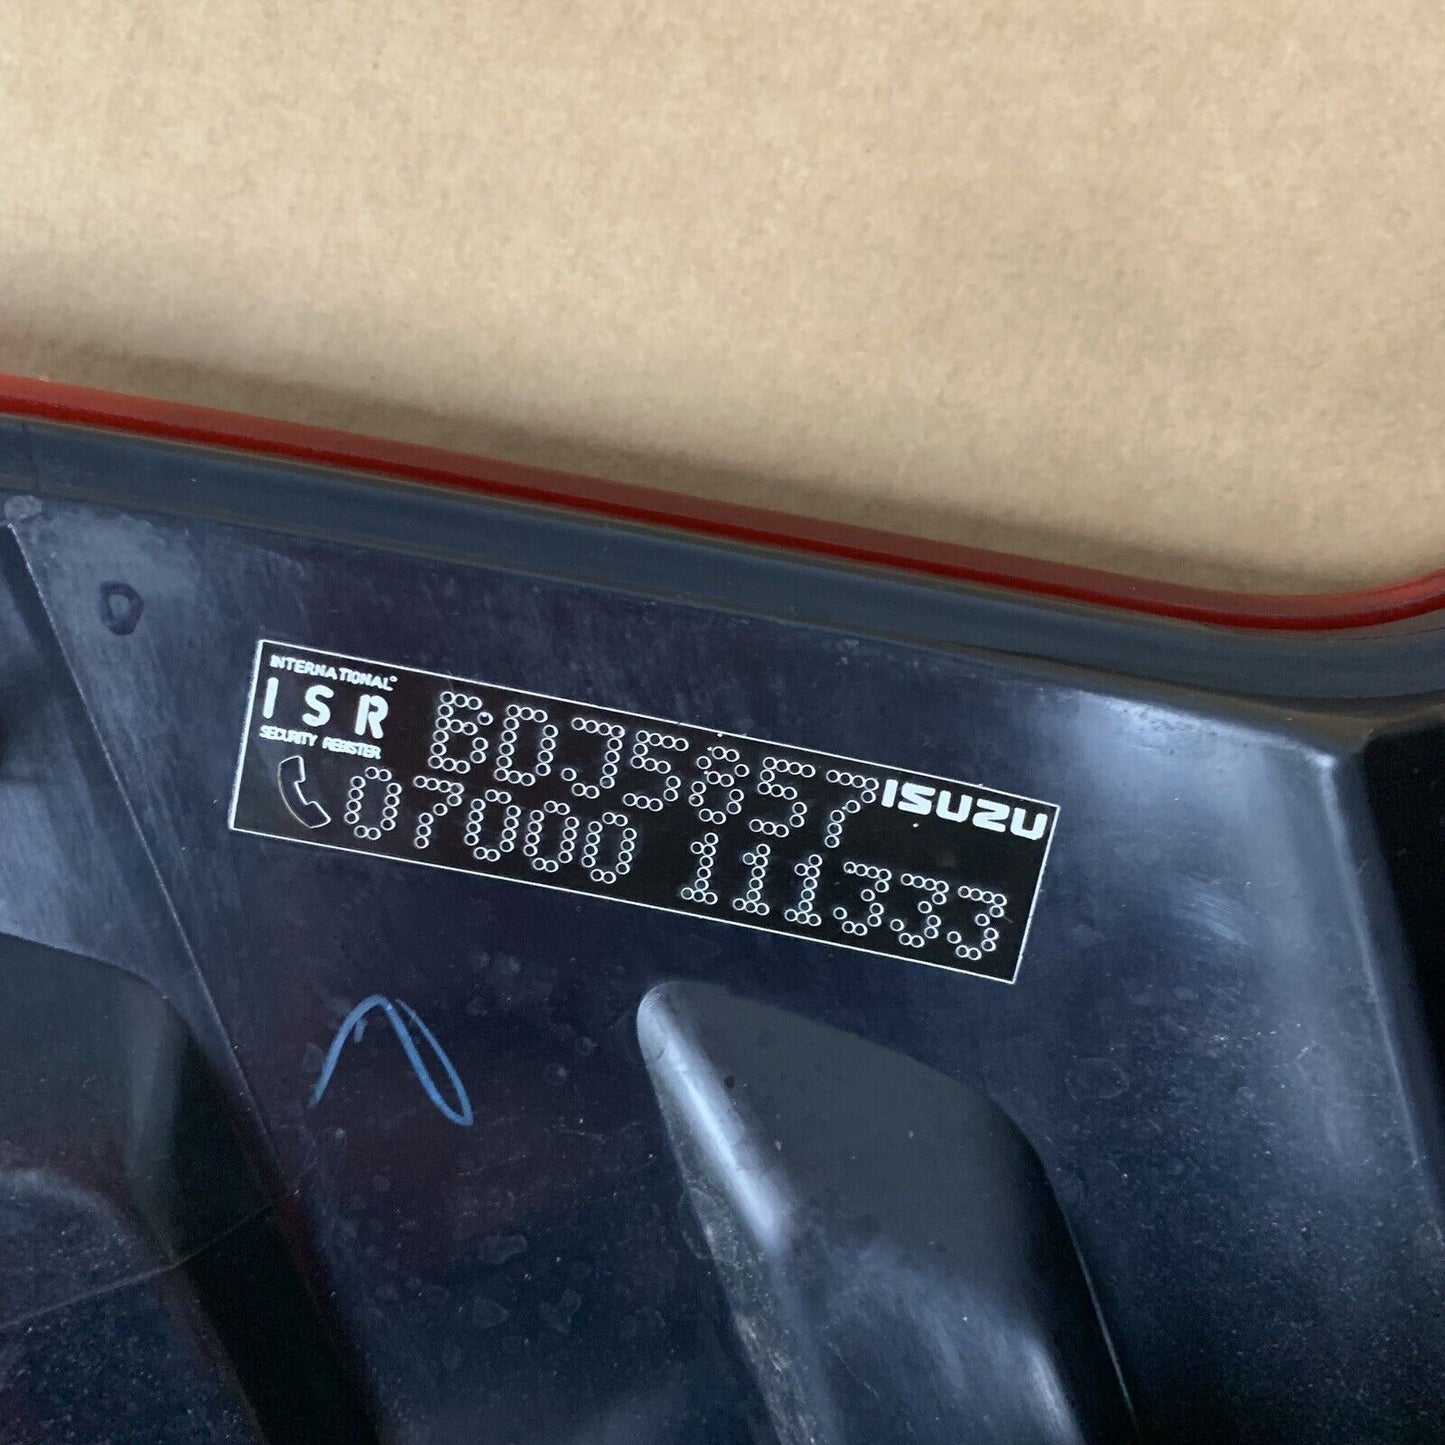 INTERNATIONAL
ISR
SECURITY REGISTER
BDJ5857 ISUZU
07000 111333